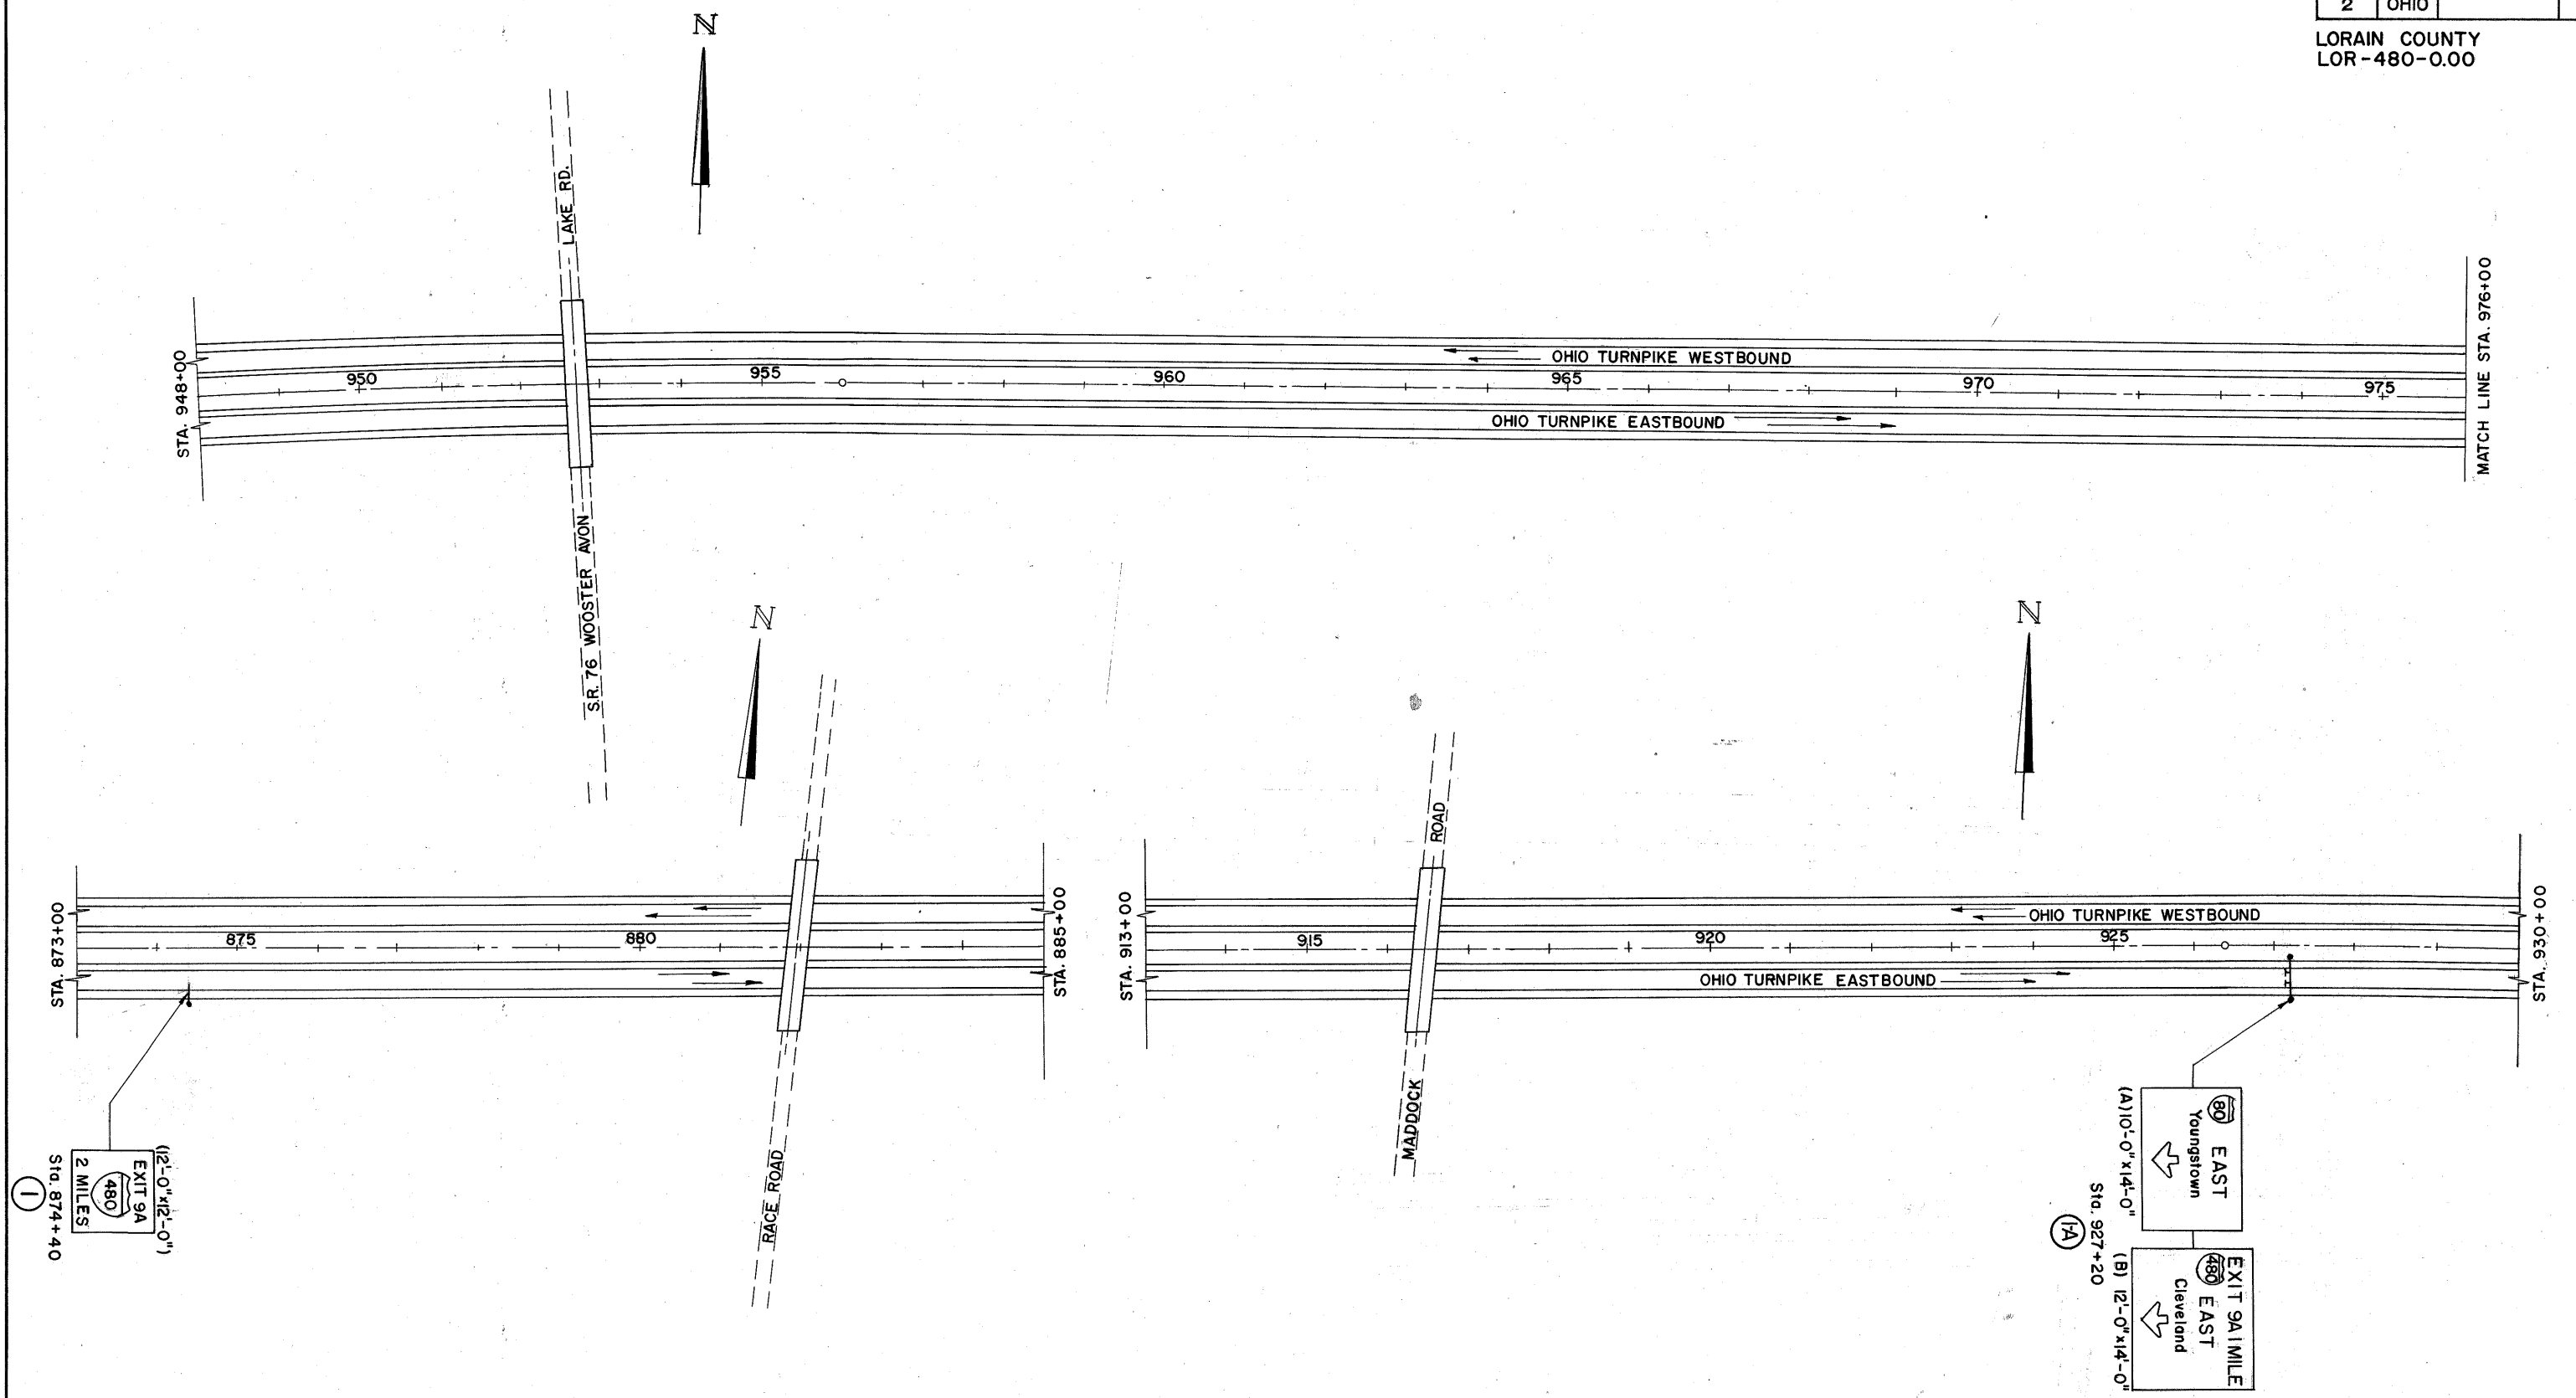 2 OHIO
LORAIN COUNTY
LOR-480-0.00
N
LAKE RD.
STA. 948+00
950
955
960
965
970
975
OHIO TURNPIKE WESTBOUND
OHIO TURNPIKE EASTBOUND
MATCH LINE STA. 976+00
S.R. 76 WOOSTER AVON
N
N
STA. 873+00
875
880
STA. 885+00
RACE ROAD
STA. 913+00
915
920
925
OHIO TURNPIKE WESTBOUND
OHIO TURNPIKE EASTBOUND
STA. 930+00
MADDOCK ROAD
(12'-0"x12'-0")
EXIT 9A
480
2 MILES
Sta. 874+40
1
80 EAST
Youngstown
(A) 10'-0"x14'-0"
EXIT 9A 1 MILE
480 EAST
Cleveland
(B) 12'-0"x14'-0"
Sta. 927+20
1A